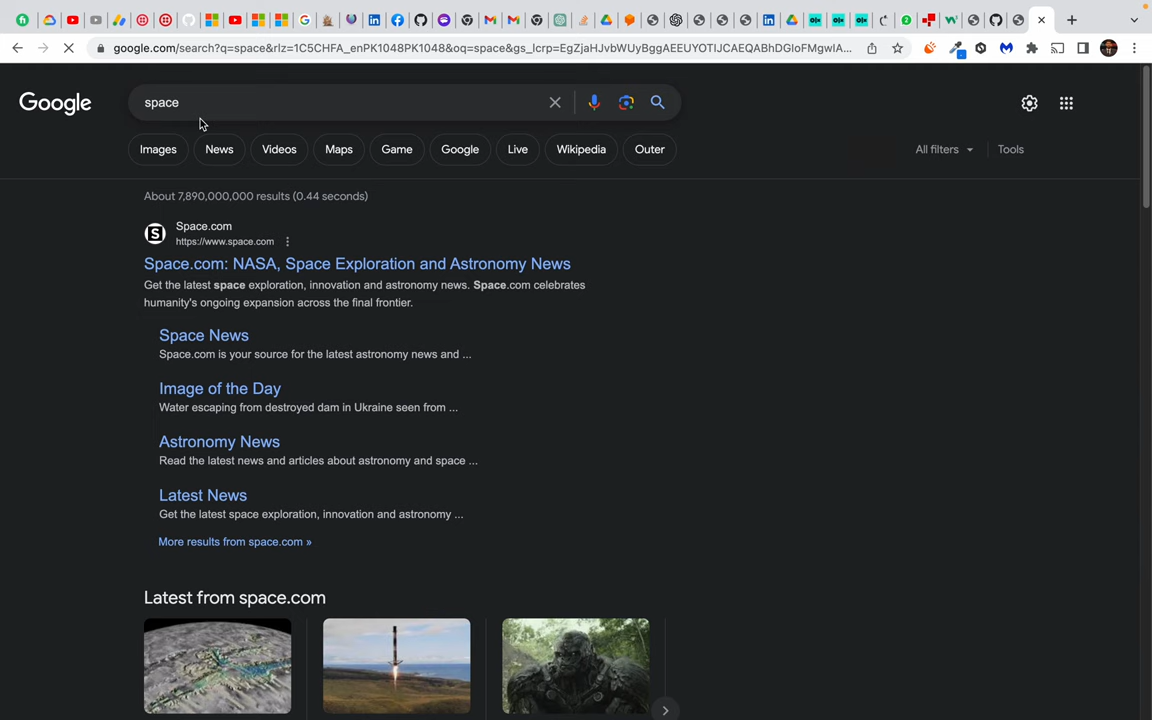 google.com/search?q=space&rlz=1C5CHFA_enPK1048PK1048&oq=space&gs_lcrp=EgZjaHJvbWUyBggAEEUYOTIJCAEQABhDGIoFMgwIA...
Google
space
Images
News
Videos
Maps
Game
Google
Live
Wikipedia
Outer
All filters
Tools
About 7,890,000,000 results (0.44 seconds)
S
Space.com
https://www.space.com
Space.com: NASA, Space Exploration and Astronomy News
Get the latest space exploration, innovation and astronomy news. Space.com celebrates
humanity's ongoing expansion across the final frontier.
Space News
Space.com is your source for the latest astronomy news and ...
Image of the Day
Water escaping from destroyed dam in Ukraine seen from ...
Astronomy News
Read the latest news and articles about astronomy and space ...
Latest News
Get the latest space exploration, innovation and astronomy ...
More results from space.com »
Latest from space.com